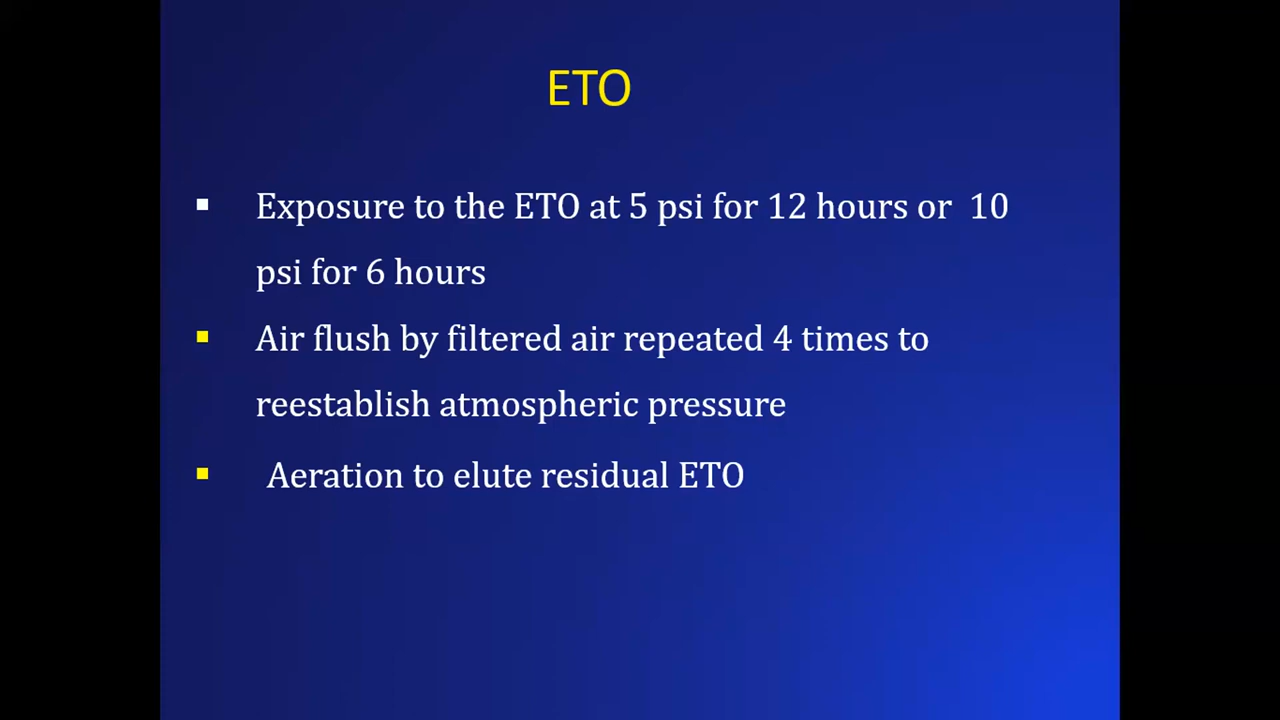 ETO
▪ Exposure to the ETO at 5 psi for 12 hours or 10
psi for 6 hours
▪ Air flush by filtered air repeated 4 times to
reestablish atmospheric pressure
▪ Aeration to elute residual ETO